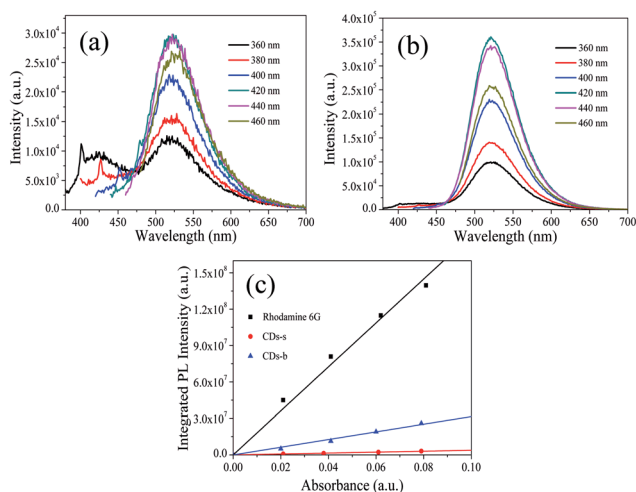 (a)
360 nm
380 nm
400 nm
420 nm
440 nm
460 nm
Intensity (a.u.)
3.0x10⁴
2.5x10⁴
2.0x10⁴
1.5x10⁴
1.0x10⁴
5.0x10³
0.0
400 450 500 550 600 650 700
Wavelength (nm)
(b)
360 nm
380 nm
400 nm
420 nm
440 nm
460 nm
Intensity (a.u.)
4.0x10⁵
3.5x10⁵
3.0x10⁵
2.5x10⁵
2.0x10⁵
1.5x10⁵
1.0x10⁵
5.0x10⁴
0.0
400 450 500 550 600 650 700
Wavelength (nm)
(c)
Rhodamine 6G
CDs-s
CDs-b
Integrated PL Intensity (a.u.)
1.5x10⁸
1.2x10⁸
9.0x10⁷
6.0x10⁷
3.0x10⁷
0.0
0.00 0.02 0.04 0.06 0.08 0.10
Absorbance (a.u.)